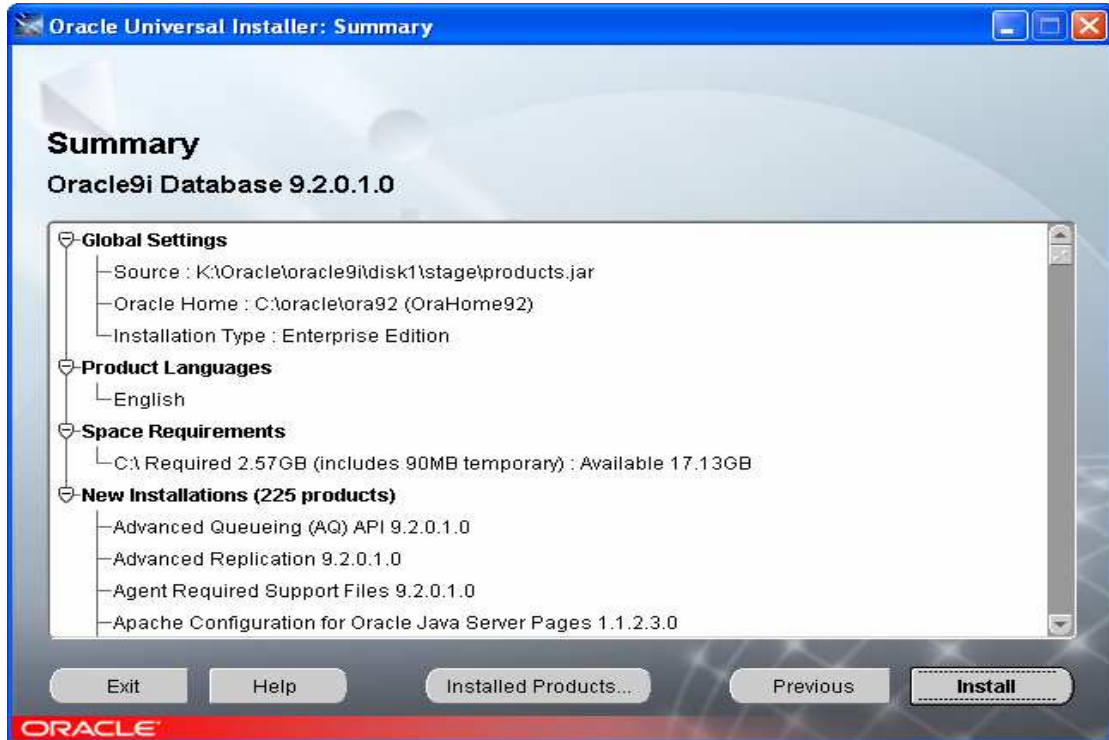 Oracle Universal Installer: Summary
Summary
Oracle9i Database 9.2.0.1.0
Global Settings
Source : K:\Oracle\oracle9i\disk1\stage\products.jar
Oracle Home : C:\oracle\ora92 (OraHome92)
Installation Type : Enterprise Edition
Product Languages
English
Space Requirements
C:\ Required 2.57GB (includes 90MB temporary) : Available 17.13GB
New Installations (225 products)
Advanced Queueing (AQ) API 9.2.0.1.0
Advanced Replication 9.2.0.1.0
Agent Required Support Files 9.2.0.1.0
Apache Configuration for Oracle Java Server Pages 1.1.2.3.0
Exit Help Installed Products... Previous Install
ORACLE